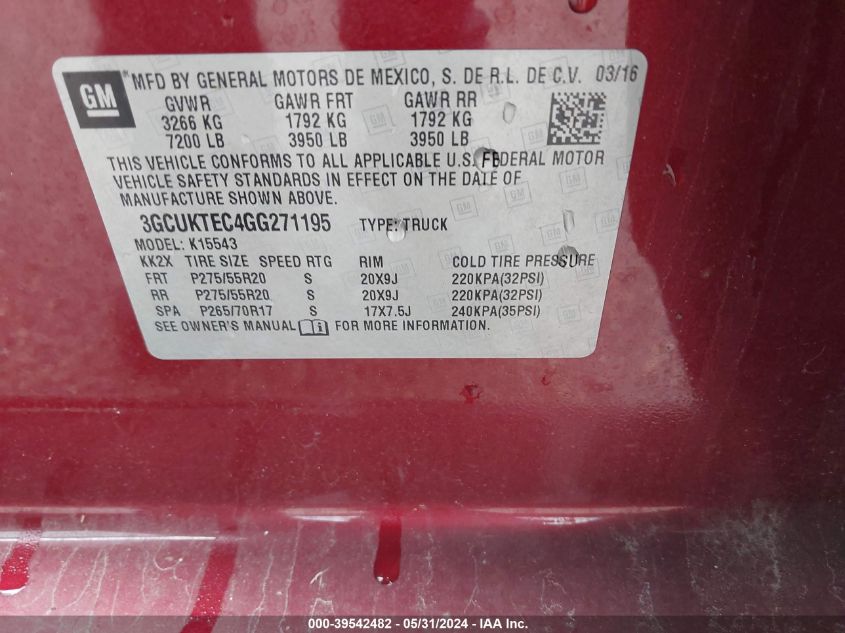 GM MFD BY GENERAL MOTORS DE MEXICO, S. DE R.L. DE C.V. 03/16
GVWR GAWR FRT GAWR RR
3266 KG 1792 KG 1792 KG
7200 LB 3950 LB 3950 LB
THIS VEHICLE CONFORMS TO ALL APPLICABLE U.S. FEDERAL MOTOR
VEHICLE SAFETY STANDARDS IN EFFECT ON THE DATE OF
MANUFACTURE SHOWN ABOVE.
3GCUKTEC4GG271195 TYPE: TRUCK
MODEL: K15543
KK2X TIRE SIZE SPEED RTG RIM COLD TIRE PRESSURE
FRT P275/55R20 S 20X9J 220KPA(32PSI)
RR P275/55R20 S 20X9J 220KPA(32PSI)
SPA P265/70R17 S 17X7.5J 240KPA(35PSI)
SEE OWNER'S MANUAL FOR MORE INFORMATION.
000-39542482 - 05/31/2024 - IAA, Inc.